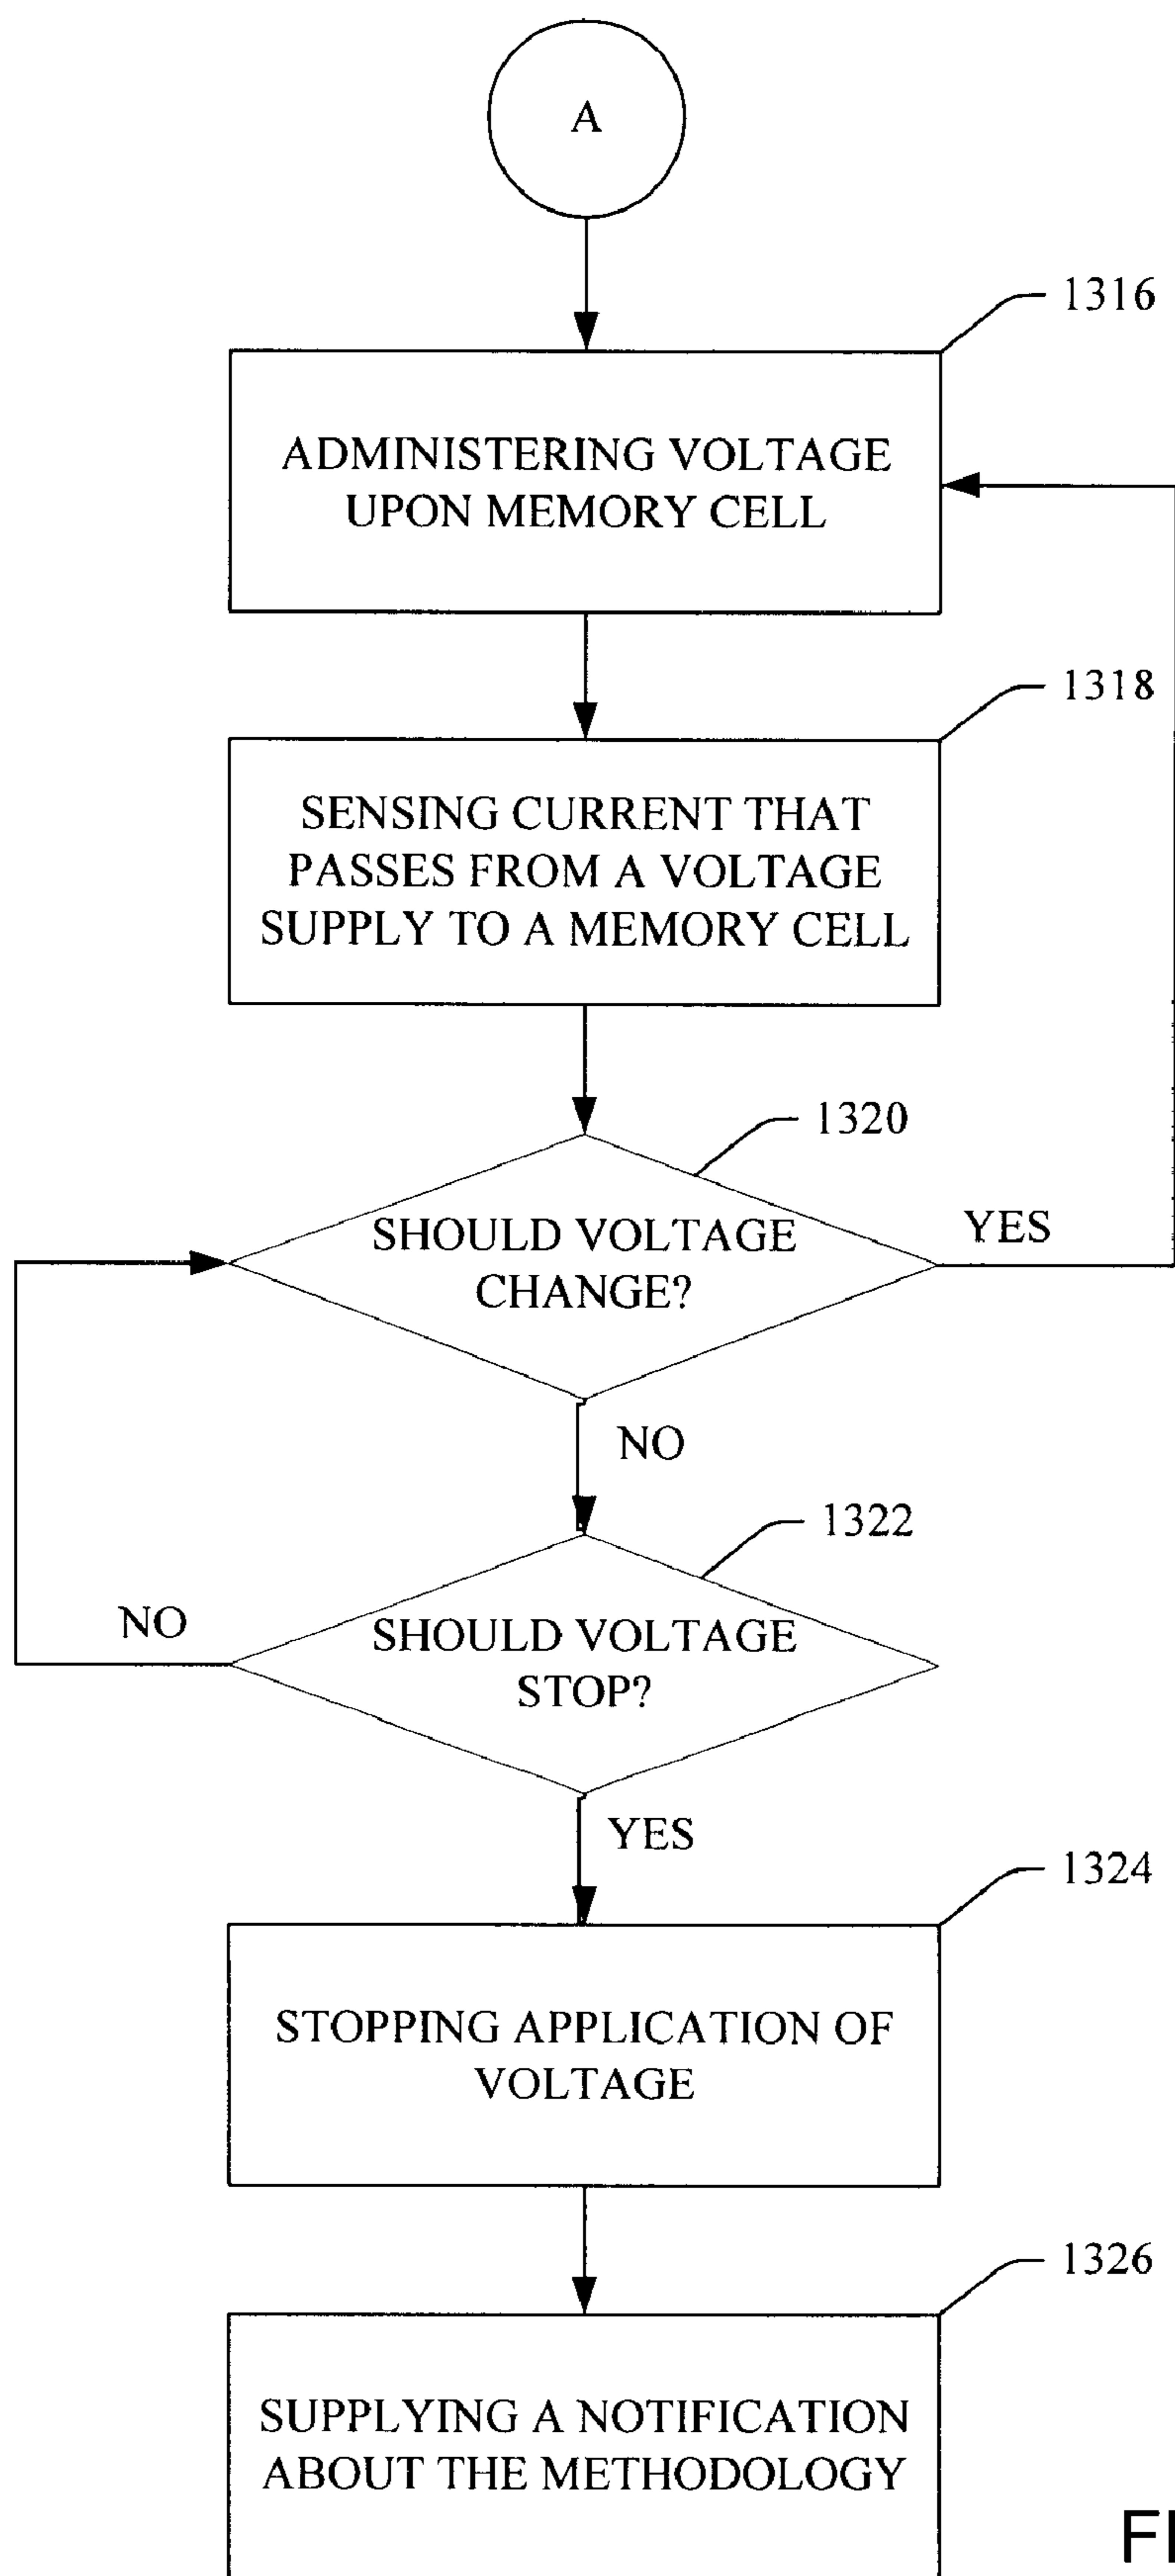 A
1316
ADMINISTERING VOLTAGE
UPON MEMORY CELL
1318
SENSING CURRENT THAT
PASSES FROM A VOLTAGE
SUPPLY TO A MEMORY CELL
1320
SHOULD VOLTAGE
CHANGE?
YES
NO
1322
SHOULD VOLTAGE
STOP?
NO
YES
1324
STOPPING APPLICATION OF
VOLTAGE
1326
SUPPLYING A NOTIFICATION
ABOUT THE METHODOLOGY